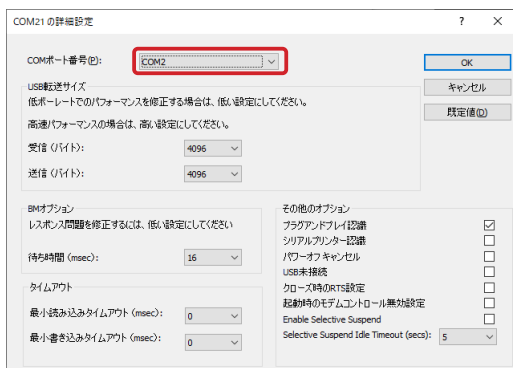 COM21 の詳細設定
? ×
COMポート番号(P):
COM2
OK
キャンセル
既定値(D)
USB転送サイズ
低ボーレートでのパフォーマンスを修正する場合は、低い設定にしてください。
高速パフォーマンスの場合は、高い設定にしてください。
受信 (バイト):
4096
送信 (バイト):
4096
BMオプション
レスポンス問題を修正するには、低い設定にしてください
待ち時間 (msec):
16
タイムアウト
最小読み込みタイムアウト (msec):
0
最小書き込みタイムアウト (msec):
0
その他のオプション
プラグアンドプレイ認識
シリアルプリンター認識
パワーオフキャンセル
USB未接続
クローズ時のRTS設定
起動時のモデムコントロール無効設定
Enable Selective Suspend
Selective Suspend Idle Timeout (secs):
5